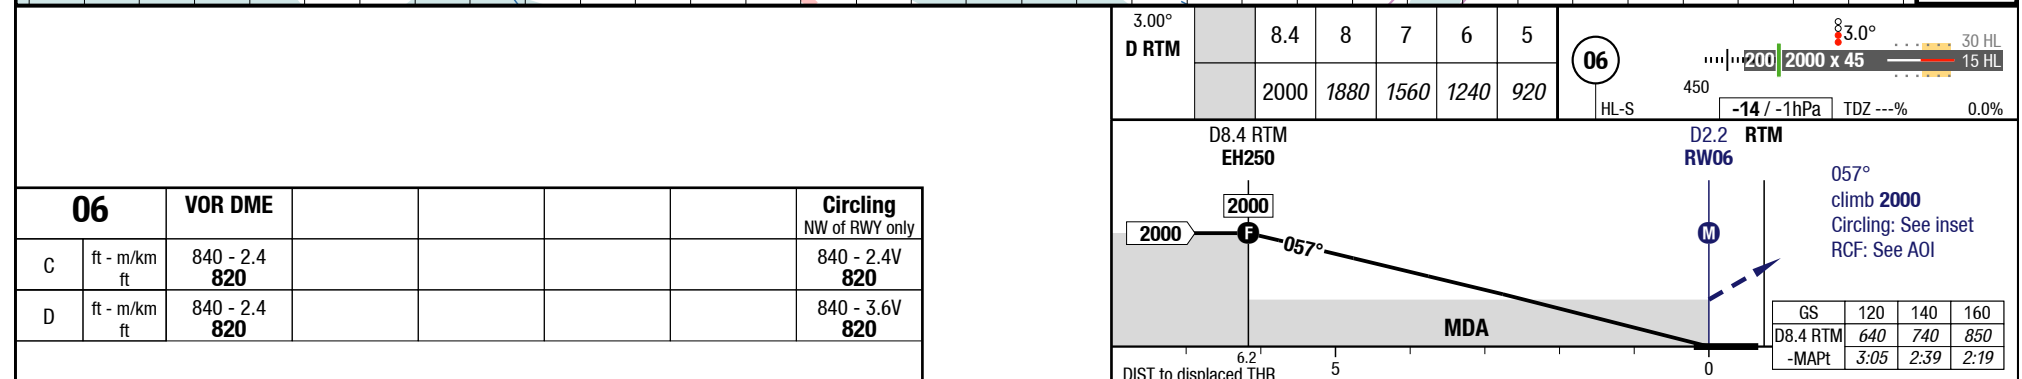 3.00°
D RTM
8.4 8 7 6 5
2000 1880 1560 1240 920
06
HL-S
3.0°
30 HL
200 2000 x 45 15 HL
450
-14 / -1hPa TDZ ---% 0.0%
D8.4 RTM
EH250
D2.2 RTM
RW06
2000
2000
F
057°
M
057°
climb 2000
Circling: See inset
RCF: See AOI
MDA
GS 120 140 160
D8.4 RTM 640 740 850
-MAPt 3:05 2:39 2:19
6.2 5 0
DIST to displaced THR
06 VOR DME Circling
NW of RWY only
C ft - m/km 840 - 2.4 840 - 2.4V
ft 820 820
D ft - m/km 840 - 2.4 840 - 3.6V
ft 820 820